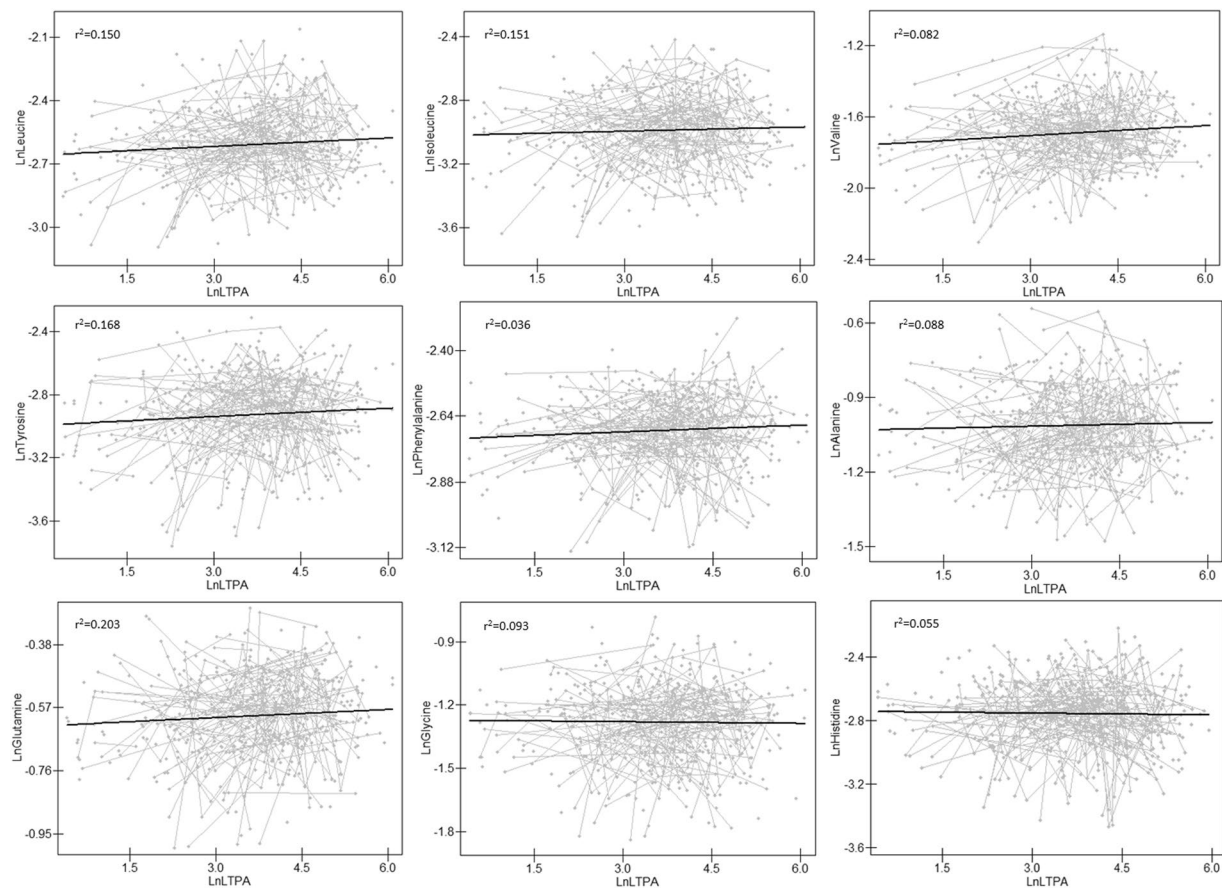 r²=0.150
LnLeucine
-2.1
-2.4
-2.7
-3.0
1.5 3.0 4.5 6.0
LnLTPA
r²=0.151
LnIsoleucine
-2.4
-2.8
-3.2
-3.6
1.5 3.0 4.5 6.0
LnLTPA
r²=0.082
LnValine
-1.2
-1.6
-2.0
-2.4
1.5 3.0 4.5 6.0
LnLTPA
r²=0.168
LnTyrosine
-2.4
-2.8
-3.2
-3.6
1.5 3.0 4.5 6.0
LnLTPA
r²=0.036
LnPhenylalanine
-2.40
-2.64
-2.88
-3.12
1.5 3.0 4.5 6.0
LnLTPA
r²=0.088
LnAlanine
-0.6
-0.9
-1.2
-1.5
1.5 3.0 4.5 6.0
LnLTPA
r²=0.203
LnGlutamine
-0.38
-0.57
-0.76
-0.95
1.5 3.0 4.5 6.0
LnLTPA
r²=0.093
LnGlycine
-0.9
-1.2
-1.5
-1.8
1.5 3.0 4.5 6.0
LnLTPA
r²=0.055
LnHistidine
-2.4
-2.8
-3.2
-3.6
1.5 3.0 4.5 6.0
LnLTPA